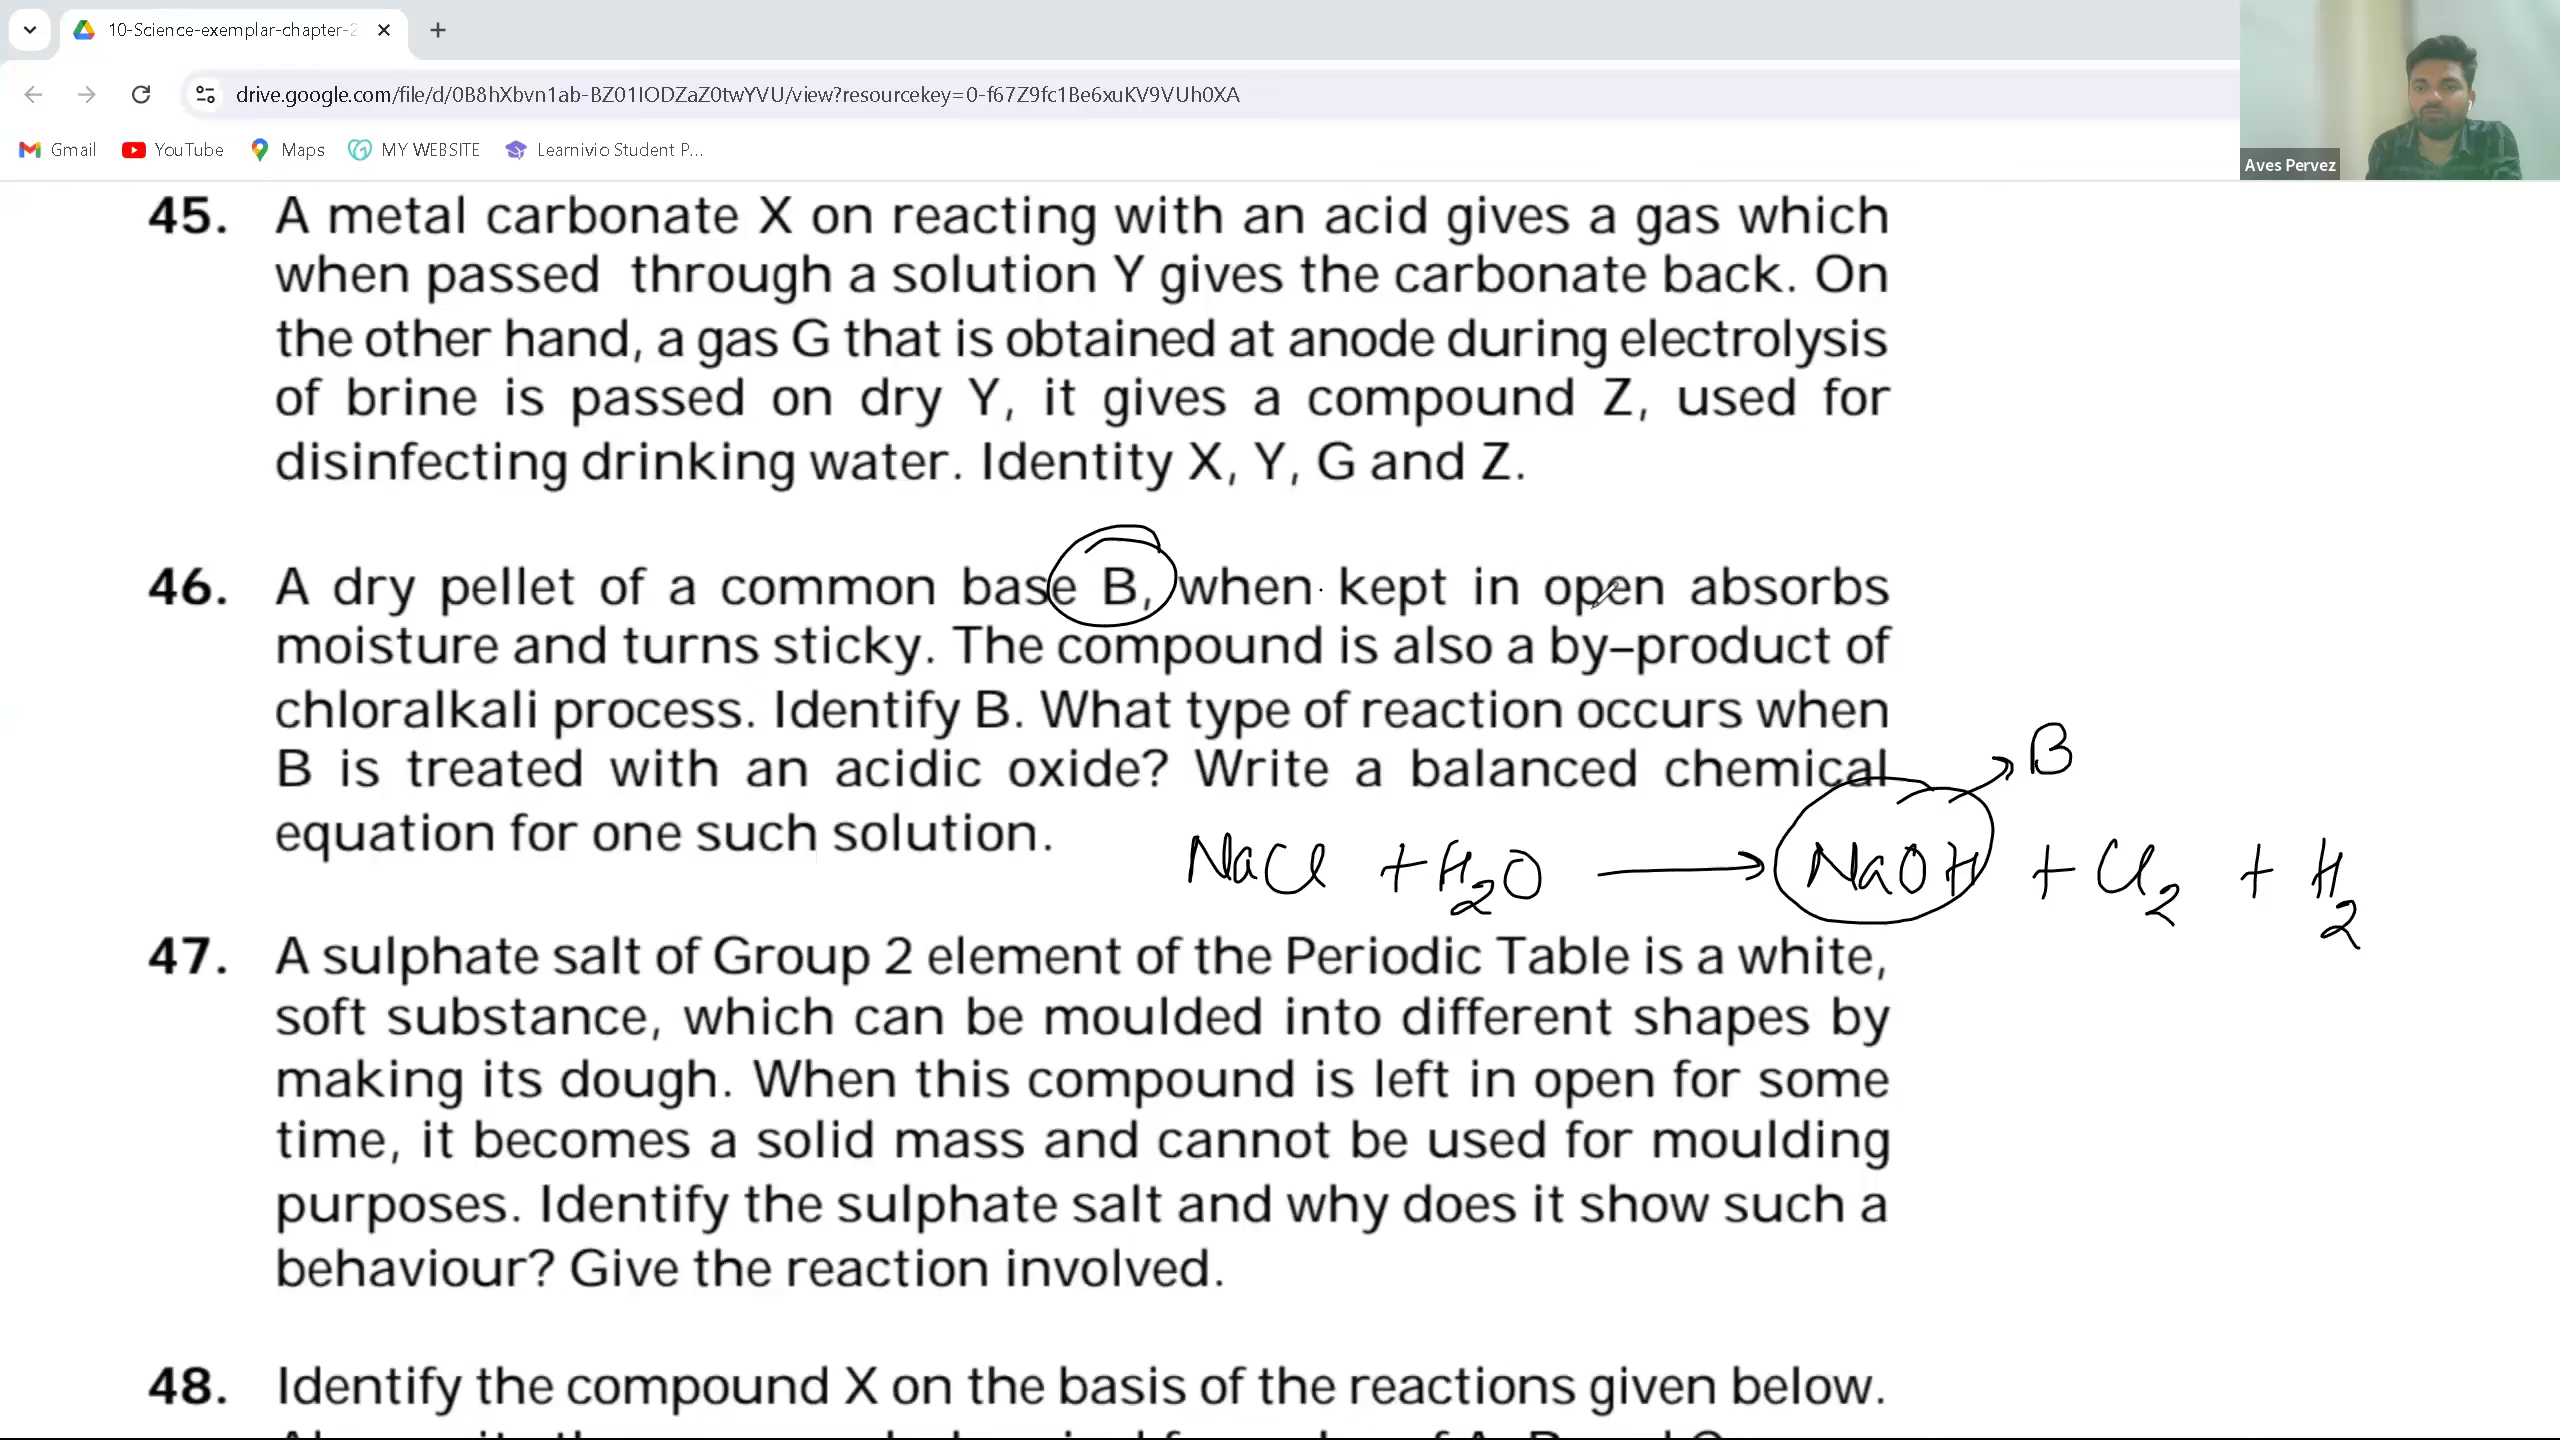 10-Science-exemplar-chapter-2
drive.google.com/file/d/0B8hXbvn1ab-BZ01IODZaZ0twYVU/view?resourcekey=0-f67Z9fc1Be6xuKV9VUh0XA
Gmail YouTube Maps MY WEBSITE Learnivio Student P...
Aves Pervez
45. A metal carbonate X on reacting with an acid gives a gas which
when passed through a solution Y gives the carbonate back. On
the other hand, a gas G that is obtained at anode during electrolysis
of brine is passed on dry Y, it gives a compound Z, used for
disinfecting drinking water. Identity X, Y, G and Z.
46. A dry pellet of a common base B, when kept in open absorbs
moisture and turns sticky. The compound is also a by–product of
chloralkali process. Identify B. What type of reaction occurs when
B is treated with an acidic oxide? Write a balanced chemical
equation for one such solution.
B
NaCl + H2O → NaOH + Cl2 + H2
47. A sulphate salt of Group 2 element of the Periodic Table is a white,
soft substance, which can be moulded into different shapes by
making its dough. When this compound is left in open for some
time, it becomes a solid mass and cannot be used for moulding
purposes. Identify the sulphate salt and why does it show such a
behaviour? Give the reaction involved.
48. Identify the compound X on the basis of the reactions given below.